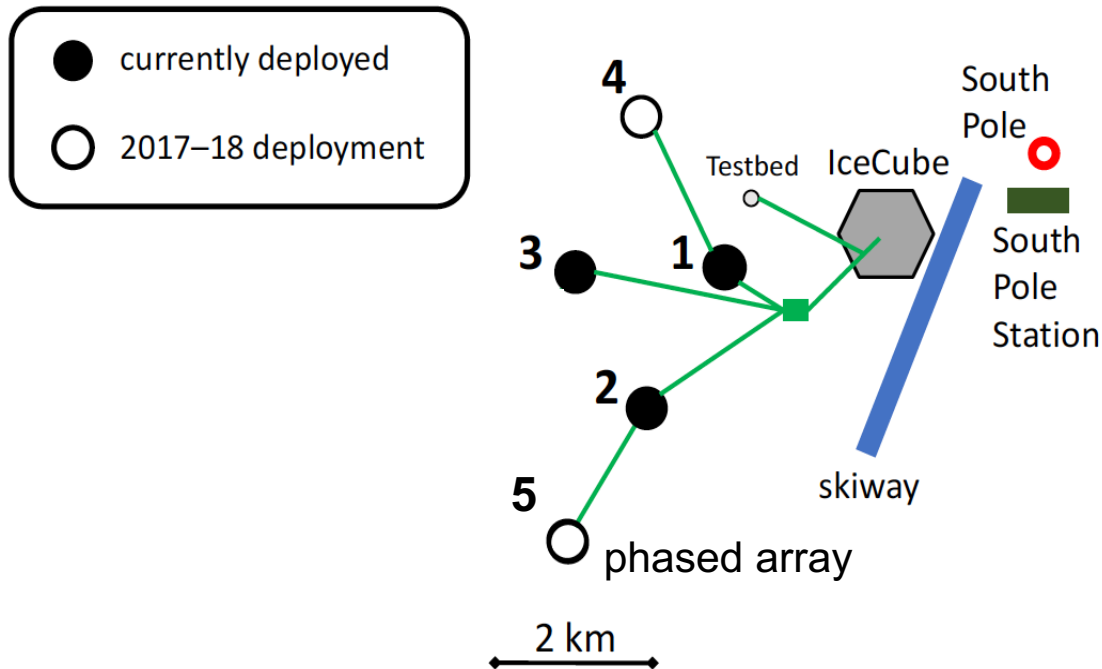 currently deployed
2017–18 deployment
4
South
Pole
Testbed
IceCube
3
1
South
Pole
Station
2
skiway
5
phased array
2 km